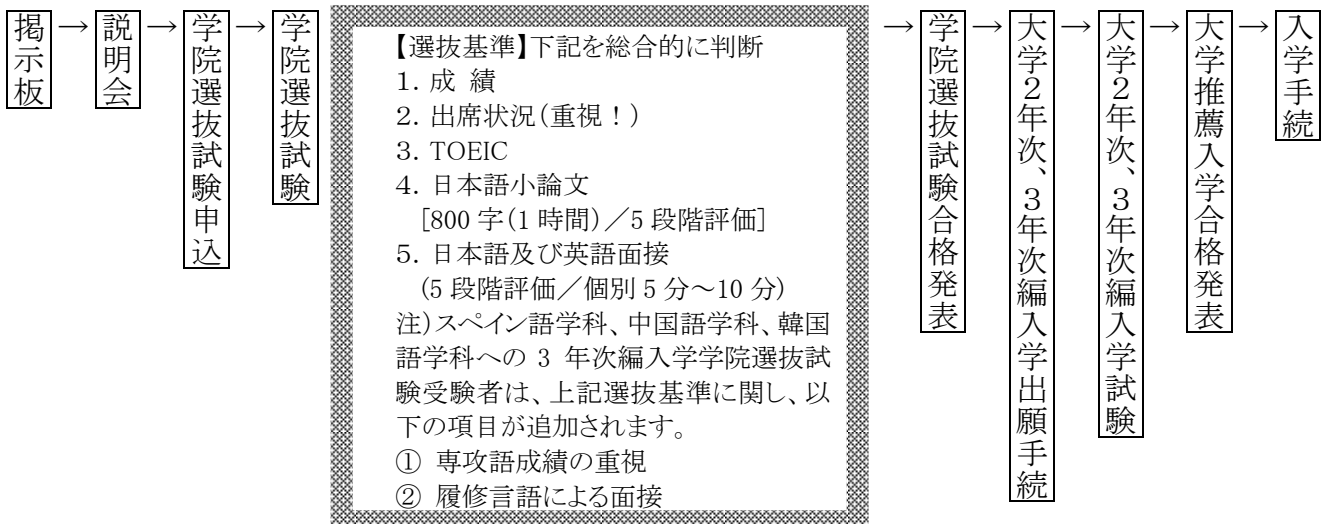 掲示板
→
説明会
→
学院選抜試験申込
→
学院選抜試験
【選抜基準】下記を総合的に判断
1. 成 績
2. 出席状況(重視！)
3. TOEIC
4. 日本語小論文
[800 字(1 時間)／5 段階評価]
5. 日本語及び英語面接
(5 段階評価／個別 5 分～10 分)
注)スペイン語学科、中国語学科、韓国
語学科への 3 年次編入学学院選抜試
験受験者は、上記選抜基準に関し、以
下の項目が追加されます。
① 専攻語成績の重視
② 履修言語による面接
→
学院選抜試験合格発表
→
大学２年次、３年次編入学出願手続
→
大学２年次、３年次編入学試験
→
大学推薦入学合格発表
→
入学手続